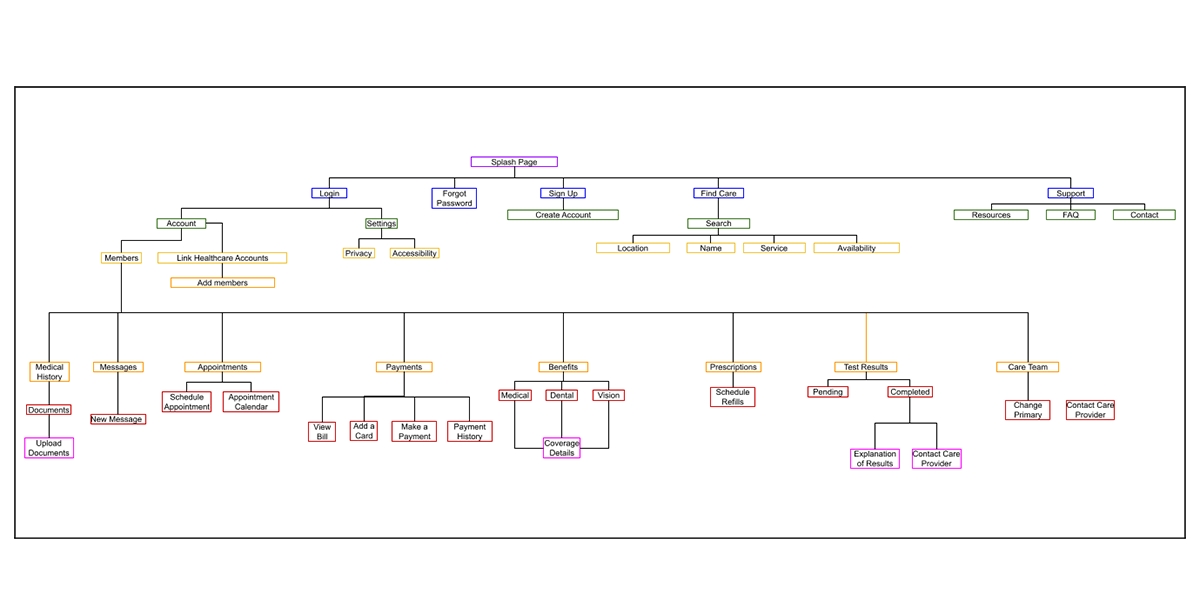 Splash Page
Login
Forgot
Password
Sign Up
Find Care
Support
Create Account
Resources
FAQ
Contact
Account
Settings
Search
Privacy
Accessibility
Location
Name
Service
Availability
Members
Link Healthcare Accounts
Add members
Medical
History
Messages
Appointments
Payments
Benefits
Prescriptions
Test Results
Care Team
Documents
New Message
Schedule
Appointment
Appointment
Calendar
View
Bill
Add a
Card
Make a
Payment
Payment
History
Medical
Dental
Vision
Schedule
Refills
Pending
Completed
Change
Primary
Contact Care
Provider
Upload
Documents
Coverage
Details
Explanation
of Results
Contact Care
Provider